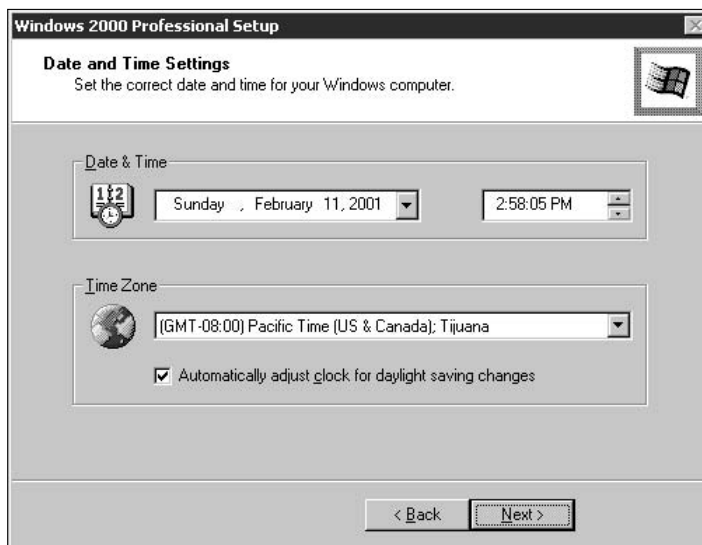 Windows 2000 Professional Setup
Date and Time Settings
Set the correct date and time for your Windows computer.
Date & Time
Sunday , February 11, 2001
2:58:05 PM
Time Zone
(GMT-08:00) Pacific Time (US & Canada); Tijuana
Automatically adjust clock for daylight saving changes
< Back
Next >